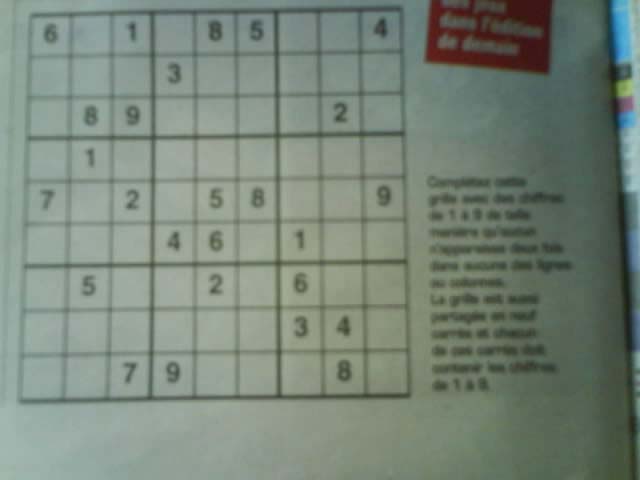 des jeux
dans l'édition
de demain
6 1 8 5 4
3
8 9 2
1
7 2 5 8 9
4 6 1
5 2 6
3 4
7 9 8
Complétez cette
grille avec des chiffres
de 1 à 9 de telle
manière qu'aucun
n'apparaisse deux fois
dans aucune des lignes
ou colonnes.
La grille est aussi
partagée en neuf
carrés et chacun
de ces carrés doit
contenir les chiffres
de 1 à 9.